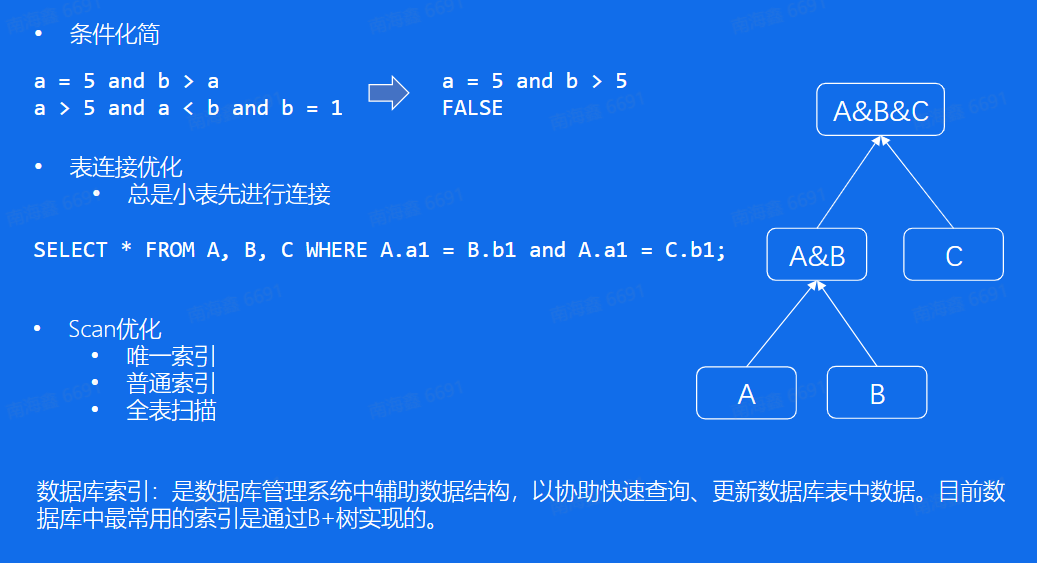 • 条件化简
a = 5 and b > a
a > 5 and a < b and b = 1
a = 5 and b > 5
FALSE
• 表连接优化
• 总是小表先进行连接
SELECT * FROM A, B, C WHERE A.a1 = B.b1 and A.a1 = C.b1;
A&B&C
A&B
C
A
B
• Scan优化
• 唯一索引
• 普通索引
• 全表扫描
数据库索引：是数据库管理系统中辅助数据结构，以协助快速查询、更新数据库表中数据。目前数
据库中最常用的索引是通过B+树实现的。